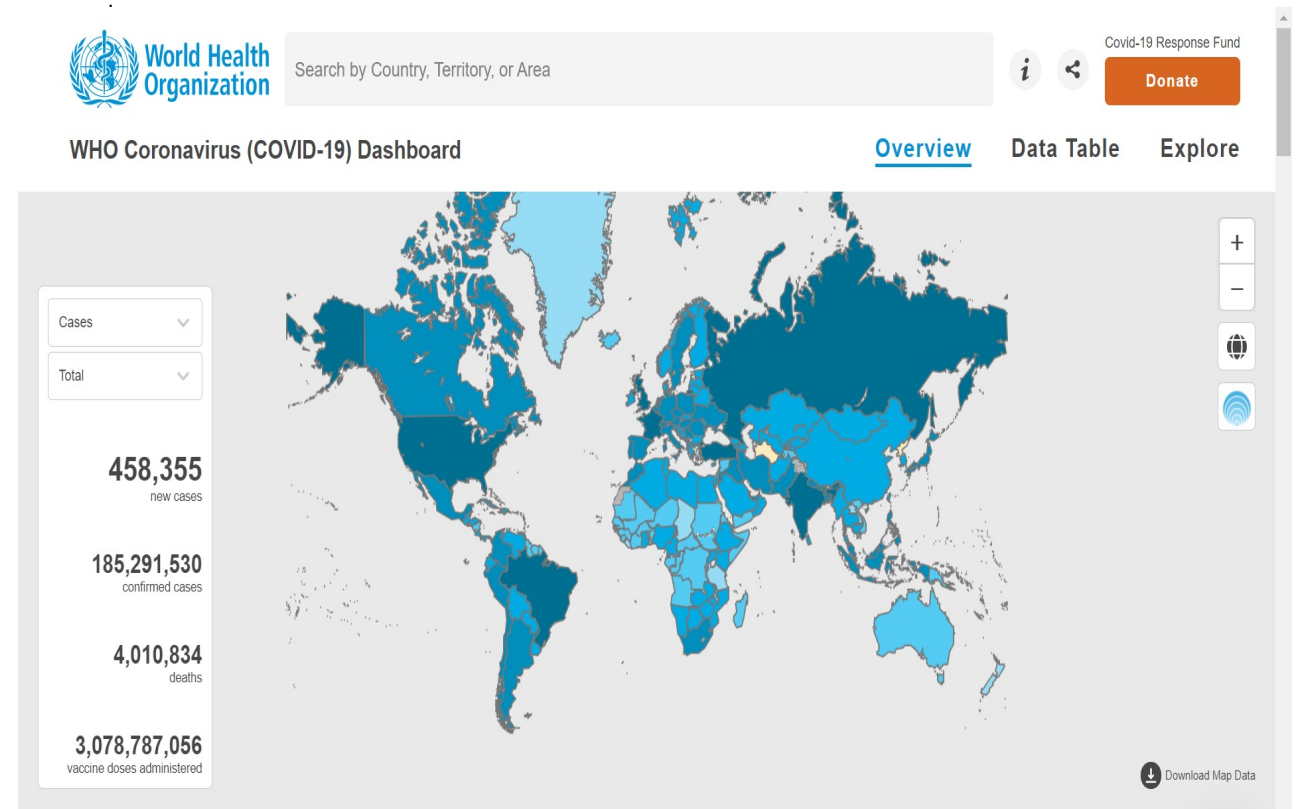 World Health
Organization
Search by Country, Territory, or Area
i
Covid-19 Response Fund
Donate
WHO Coronavirus (COVID-19) Dashboard
Overview
Data Table
Explore
+
−
Cases
Total
458,355
new cases
185,291,530
confirmed cases
4,010,834
deaths
3,078,787,056
vaccine doses administered
Download Map Data